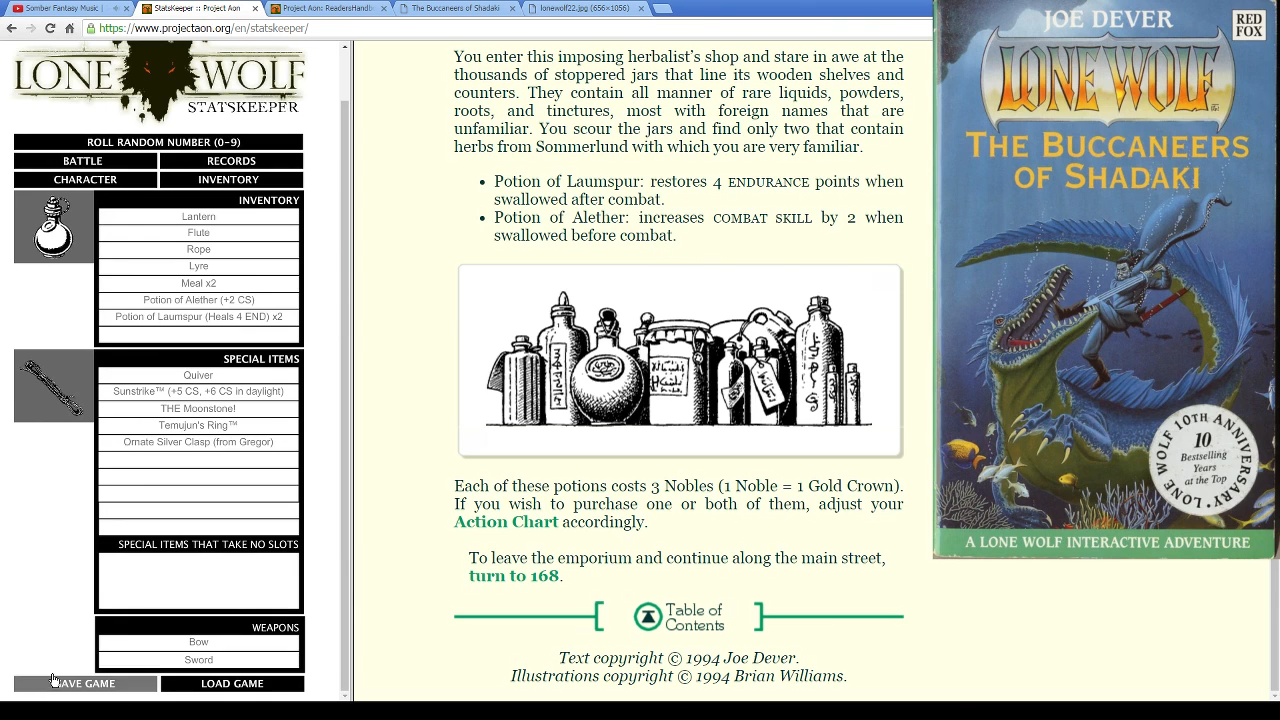 Somber Fantasy Music |
StatsKeeper :: Project Aon
Project Aon: ReadersHandb
The Buccaneers of Shadaki
lonewolf22.jpg (656×1056)
https://www.projectaon.org/en/statskeeper/
LONE WOLF
STATSKEEPER
ROLL RANDOM NUMBER (0-9)
BATTLE
RECORDS
CHARACTER
INVENTORY
INVENTORY
Lantern
Flute
Rope
Lyre
Meal x2
Potion of Alether (+2 CS)
Potion of Laumspur (Heals 4 END) x2
SPECIAL ITEMS
Quiver
Sunstrike™ (+5 CS, +6 CS in daylight)
THE Moonstone!
Temujun's Ring™
Ornate Silver Clasp (from Gregor)
SPECIAL ITEMS THAT TAKE NO SLOTS
WEAPONS
Bow
Sword
SAVE GAME
LOAD GAME
You enter this imposing herbalist's shop and stare in awe at the
thousands of stoppered jars that line its wooden shelves and
counters. They contain all manner of rare liquids, powders,
roots, and tinctures, most with foreign names that are
unfamiliar. You scour the jars and find only two that contain
herbs from Sommerlund with which you are very familiar.
• Potion of Laumspur: restores 4 ENDURANCE points when
swallowed after combat.
• Potion of Alether: increases COMBAT SKILL by 2 when
swallowed before combat.
Each of these potions costs 3 Nobles (1 Noble = 1 Gold Crown).
If you wish to purchase one or both of them, adjust your
Action Chart accordingly.
To leave the emporium and continue along the main street,
turn to 168.
Table of
Contents
Text copyright © 1994 Joe Dever.
Illustrations copyright © 1994 Brian Williams.
JOE DEVER
RED
FOX
LONE WOLF
THE BUCCANEERS
OF SHADAKI
LONE WOLF 10TH ANNIVERSARY
10
Bestselling
Years
at the Top
A LONE WOLF INTERACTIVE ADVENTURE